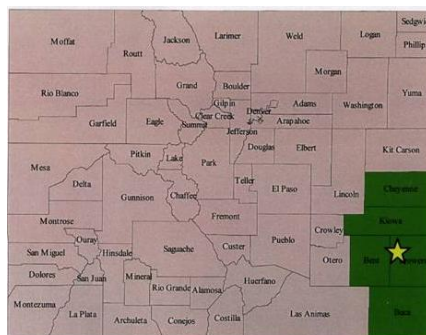 Moffat
Routt
Jackson
Larimer
Weld
Logan
Sedgwi
Phillip
Rio Blanco
Grand
Boulder
Morgan
Yuma
Garfield
Eagle
Summit
Clear Creek
Gilpin
Denver
Adams
Arapahoe
Washington
Jefferson
Douglas
Elbert
Kit Carson
Mesa
Pitkin
Lake
Park
Delta
Gunnison
Chaffee
Teller
El Paso
Lincoln
Cheyenne
Montrose
Fremont
Kiowa
Ouray
San Miguel
Hinsdale
Saguache
Custer
Pueblo
Crowley
Otero
Bent
Dolores
San Juan
Mineral
Rio Grande
Alamosa
Huerfano
Montezuma
La Plata
Archuleta
Conejos
Costilla
Las Animas
Baca